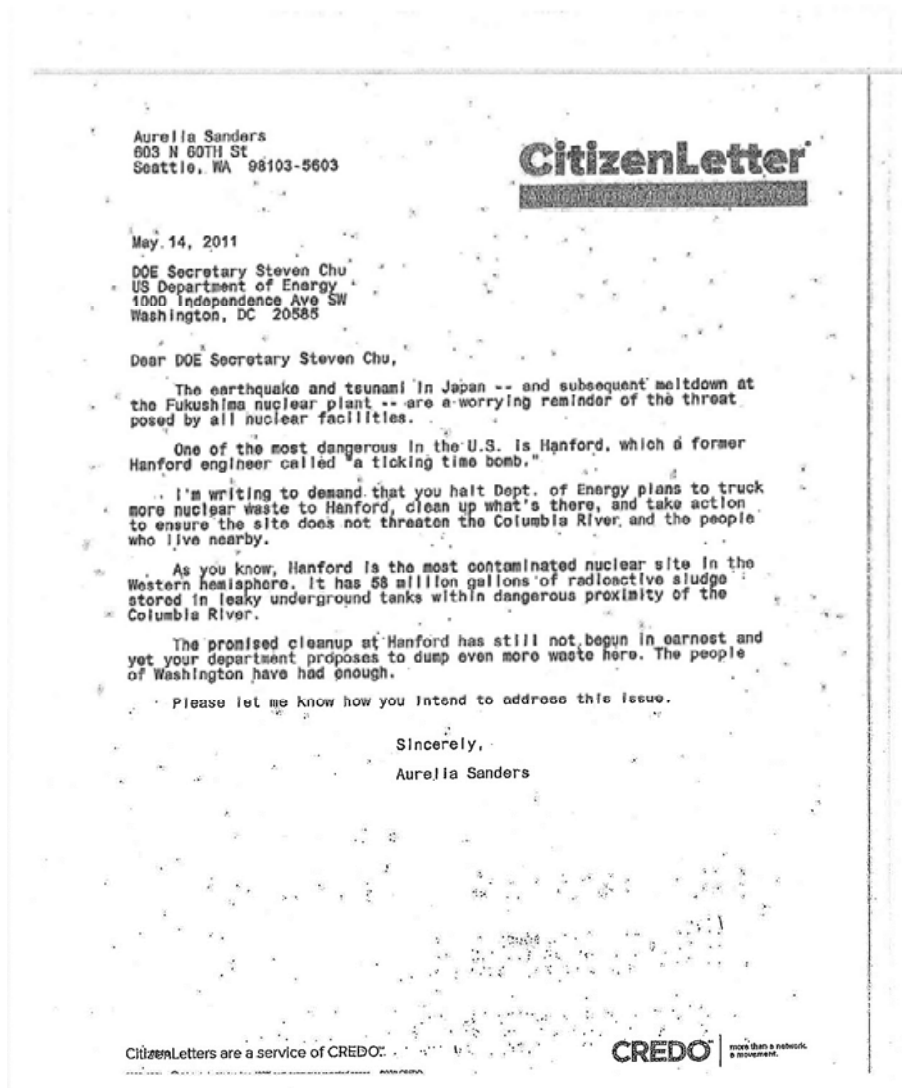 Aurelia Sanders
603 N 60TH St
Seattle, WA 98103-5603
CitizenLetter
May 14, 2011
DOE Secretary Steven Chu
US Department of Energy
1000 Independence Ave SW
Washington, DC 20585
Dear DOE Secretary Steven Chu,
The earthquake and tsunami in Japan -- and subsequent meltdown at
the Fukushima nuclear plant -- are a worrying reminder of the threat
posed by all nuclear facilities.
One of the most dangerous in the U.S. is Hanford, which a former
Hanford engineer called "a ticking time bomb."
I'm writing to demand that you halt Dept. of Energy plans to truck
more nuclear waste to Hanford, clean up what's there, and take action
to ensure the site does not threaten the Columbia River and the people
who live nearby.
As you know, Hanford is the most contaminated nuclear site in the
Western hemisphere. It has 58 million gallons of radioactive sludge
stored in leaky underground tanks within dangerous proximity of the
Columbia River.
The promised cleanup at Hanford has still not begun in earnest and
yet your department proposes to dump even more waste here. The people
of Washington have had enough.
Please let me know how you intend to address this issue.
Sincerely,
Aurelia Sanders
CitizenLetters are a service of CREDO.
CREDO
more than a network.
a movement.